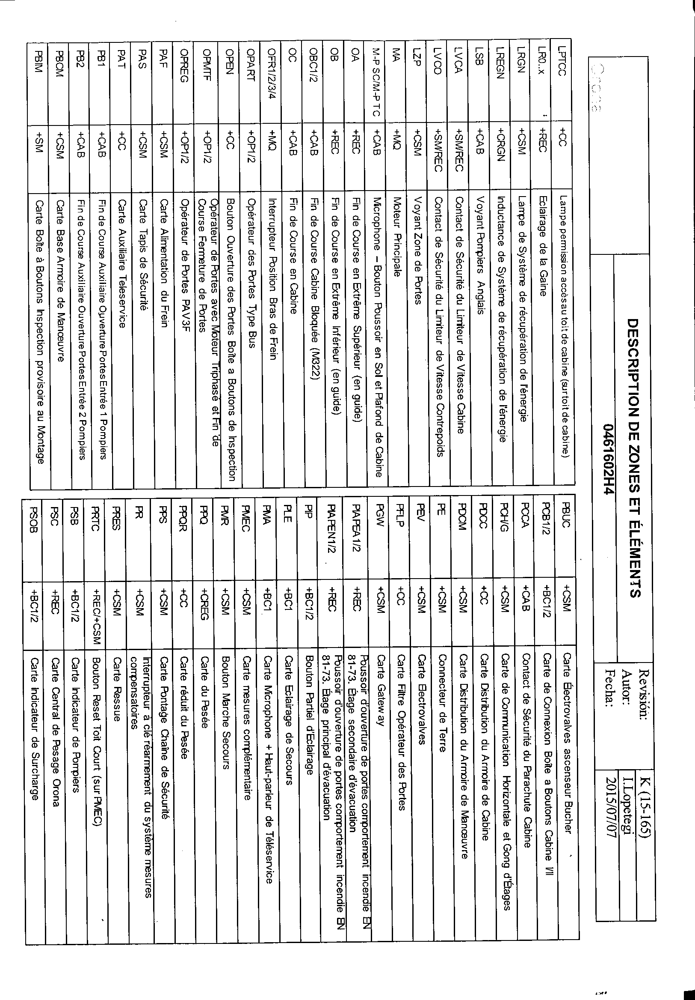 Orona
DESCRIPTION DE ZONES ET ÉLÉMENTS
0461602H4
Revisión: K (15-165)
Autor: I.Lopetegi
Fecha: 2015/07/07
LPTCC +CC Lampe permission accès au toit de cabine (sur toit de cabine)
LR0..x +REC Eclairage de la Gaine
LRGN +CSM Lampe de Système de récupération de l'énergie
LREGN +CRGN Inductance de Système de récupération de l'énergie
LSB +CAB Voyant Pompiers Anglais
LVCA +SM/REC Contact de Sécurité du Limiteur de Vitesse Cabine
LVCO +SM/REC Contact de Sécurité du Limiteur de Vitesse Contrepoids
LZP +CSM Voyant Zone de Portes
MA +MQ Moteur Principale
M-P SC/M-P TC +CAB Microphone – Bouton Poussoir en Sol et Plafond de Cabine
OA +REC Fin de Course en Extrême Supérieur (en guide)
OB +REC Fin de Course en Extrême Inférieur (en guide)
OBC1/2 +CAB Fin de Course Cabine Bloquée (M322)
OC +CAB Fin de Course en Cabine
OFR1/2/3/4 +MQ Interrupteur Position Bras de Frein
OPART +OP1/2 Opérateur des Portes Type Bus
OPEN +CC Bouton Ouverture des Portes Boîte a Boutons de Inspection
OPMTF +OP1/2 Opérateur de Portes avec Moteur Triphasé et Fin de
Course Fermeture de Portes
OPREG +OP1/2 Opérateur de Portes PAV3F
PAF +CSM Carte Alimentation du Frein
PAS +CSM Carte Tapis de Sécurité
PAT +CC Carte Auxiliaire Teleservice
PB1 +CAB Fin de Course Auxiliaire Ouverture Portes Entrée 1 Pompiers
PB2 +CAB Fin de Course Auxiliaire Ouverture Portes Entrée 2 Pompiers
PBCM +CSM Carte Base Armoire de Manœuvre
PBIM +SM Carte Boîte à Boutons Inspection provisoire au Montage
PBUC +CSM Carte Électrovalves ascenseur Bucher
PCB1/2 +BC1/2 Carte de Connexion Boîte a Boutons Cabine I/II
PCCA +CAB Contact de Sécurité du Parachute Cabine
PCH/G +CSM Carte de Communication Horizontale et Gong d'Étages
PDCC +CC Carte Distribution du Armoire de Cabine
PDCM +CSM Carte Distribution du Armoire de Manœuvre
PE +CSM Connecteur de Terre
PEV +CSM Carte Electrovalves
PFLP +CC Carte Filtre Opérateur des Portes
PGW +CSM Carte Gateway
PIAPEA1/2 +REC Poussoir d'ouverture de portes comportement incendie EN
81-73. Étage secondaire d'évacuation
PIAPEN1/2 +REC Poussoir d'ouverture de portes comportement incendie EN
81-73. Étage principal d'évacuation
PIP +BC1/2 Bouton Partiel d'Eclairage
PLE +BC1 Carte Eclairage de Secours
PMA +BC1 Carte Microphone + Haut-parleur de Téléservice
PMEC +CSM Carte mesures complémentaire
PMR +CSM Bouton Marche Secours
PPQ +CREG Carte du Pesée
PPQR +CC Carte réduit du Pesée
PPS +CSM Carte Pontage Chaîne de Sécurité
PR +CSM Interrupteur à clé réarmement du système mesures
compensatoires
PRES +CSM Carte Ressue
PRTC +REC/+CSM Bouton Reset Toit Court (sur PMEC)
PSB +BC1/2 Carte Indicateur de Pompiers
PSC +REC Carte Central de Pesage Orona
PSOB +BC1/2 Carte Indicateur de Surcharge